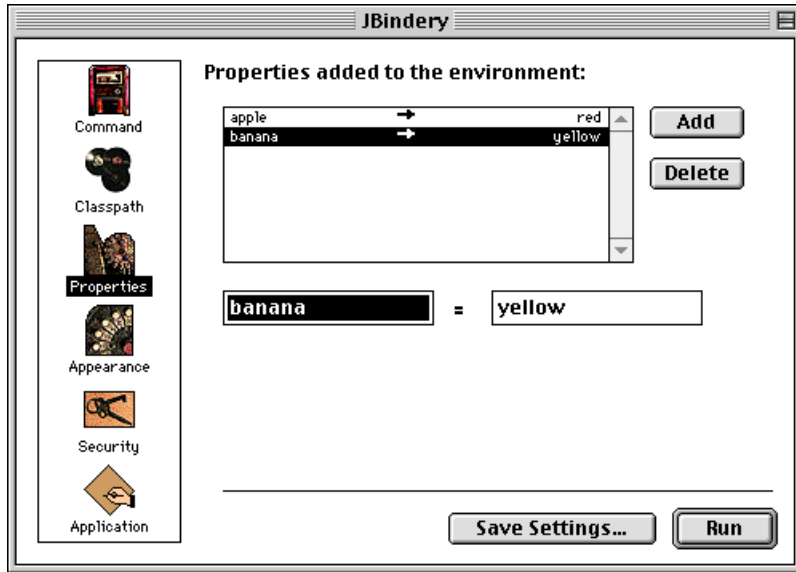 JBindery
Command
Classpath
Properties
Appearance
Security
Application
Properties added to the environment:
apple → red
banana → yellow
Add
Delete
banana = yellow
Save Settings... Run